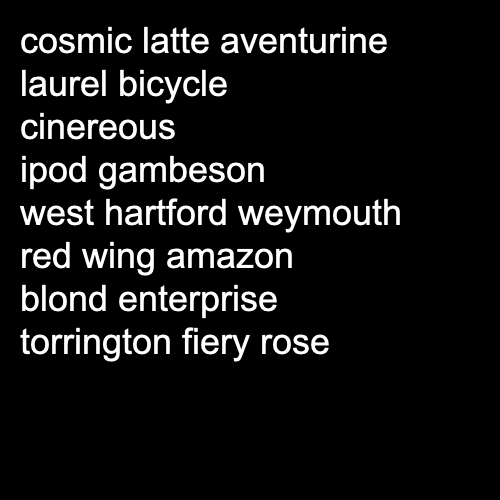 cosmic latte aventurine
laurel bicycle
cinereous
ipod gambeson
west hartford weymouth
red wing amazon
blond enterprise
torrington fiery rose